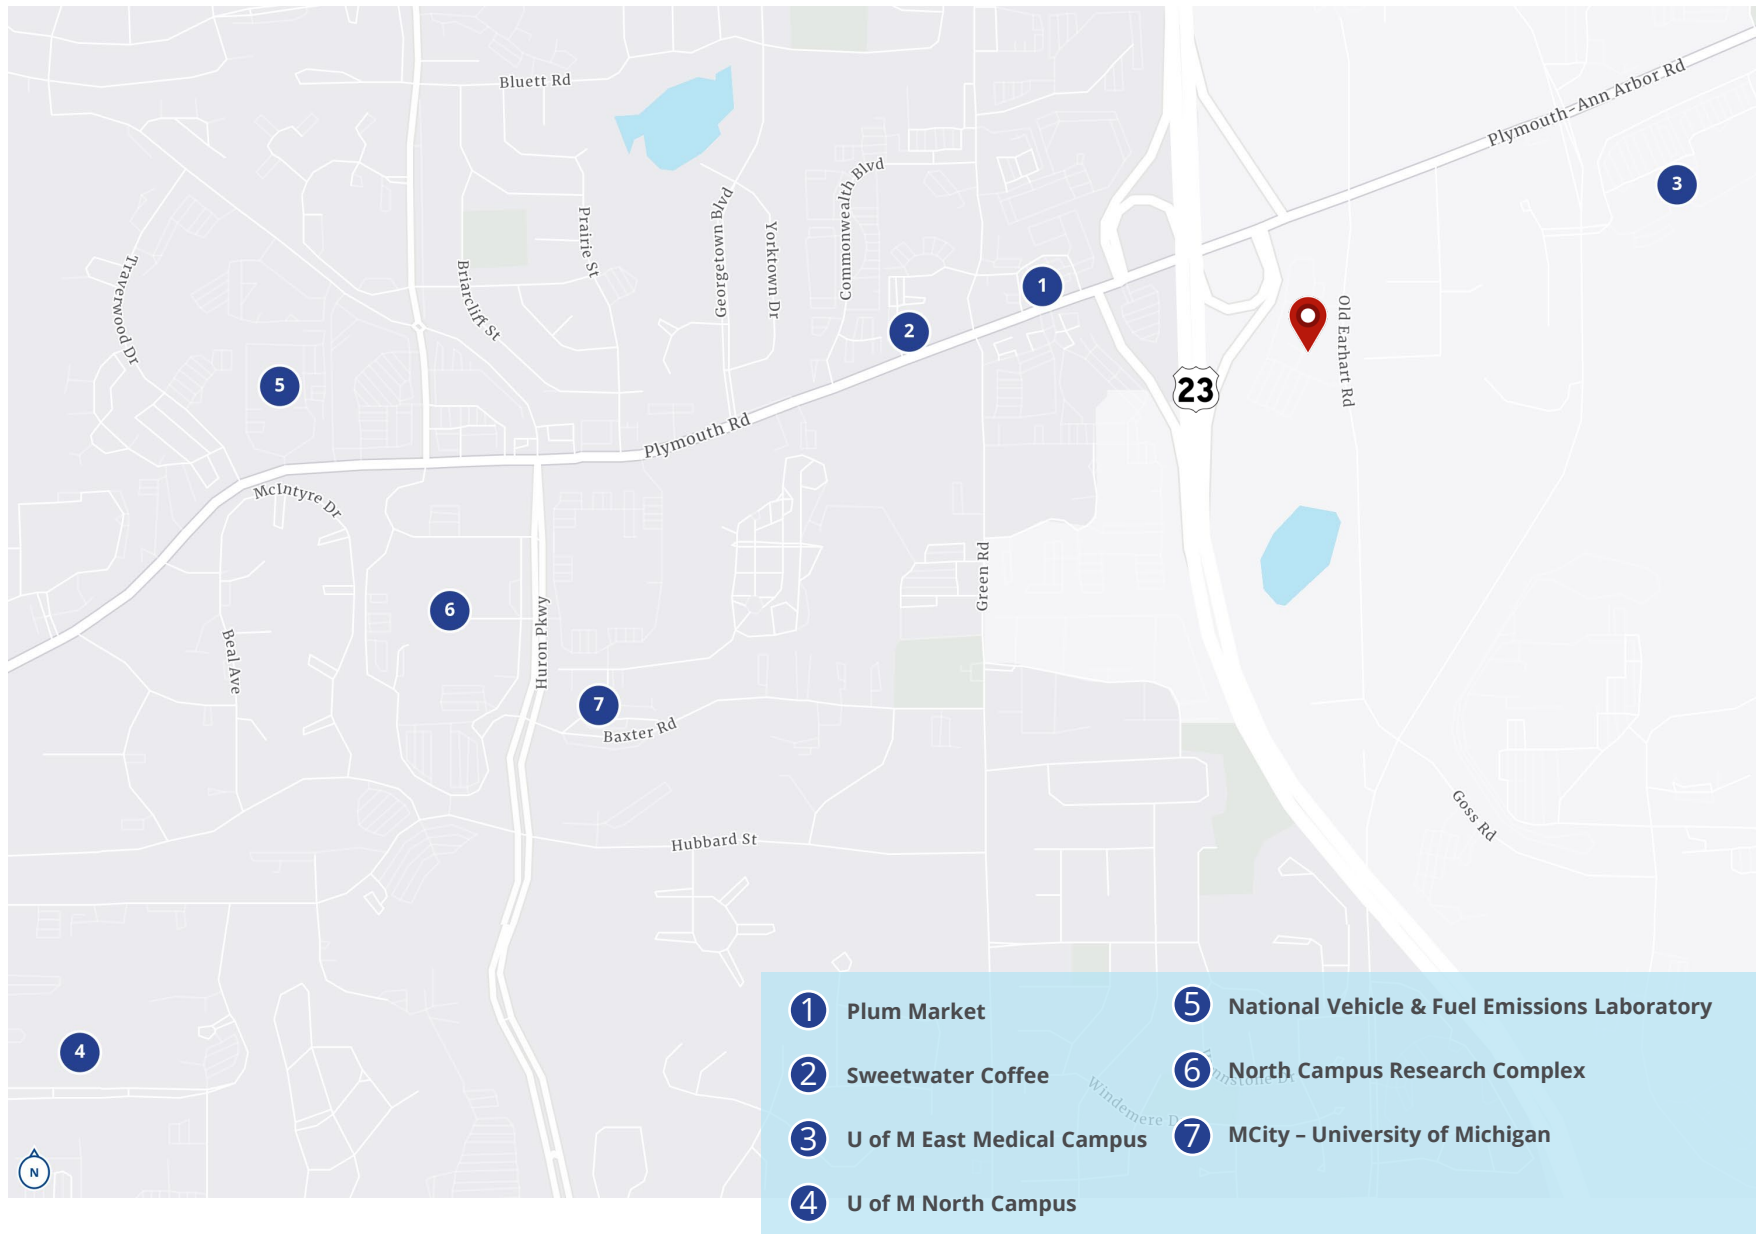 Bluett Rd
Plymouth-Ann Arbor Rd
3
Commonwealth Blvd
Georgetown Blvd
Prairie St
Yorktown Dr
Traverwood Dr
Briarcliff St
1
2
Old Earhart Rd
5
23
Plymouth Rd
McIntyre Dr
Green Rd
6
Huron Pkwy
Beal Ave
7
Baxter Rd
Goss Rd
Hubbard St
4
N
1 Plum Market
2 Sweetwater Coffee
3 U of M East Medical Campus
4 U of M North Campus
5 National Vehicle & Fuel Emissions Laboratory
6 North Campus Research Complex
7 MCity – University of Michigan
Windemere D